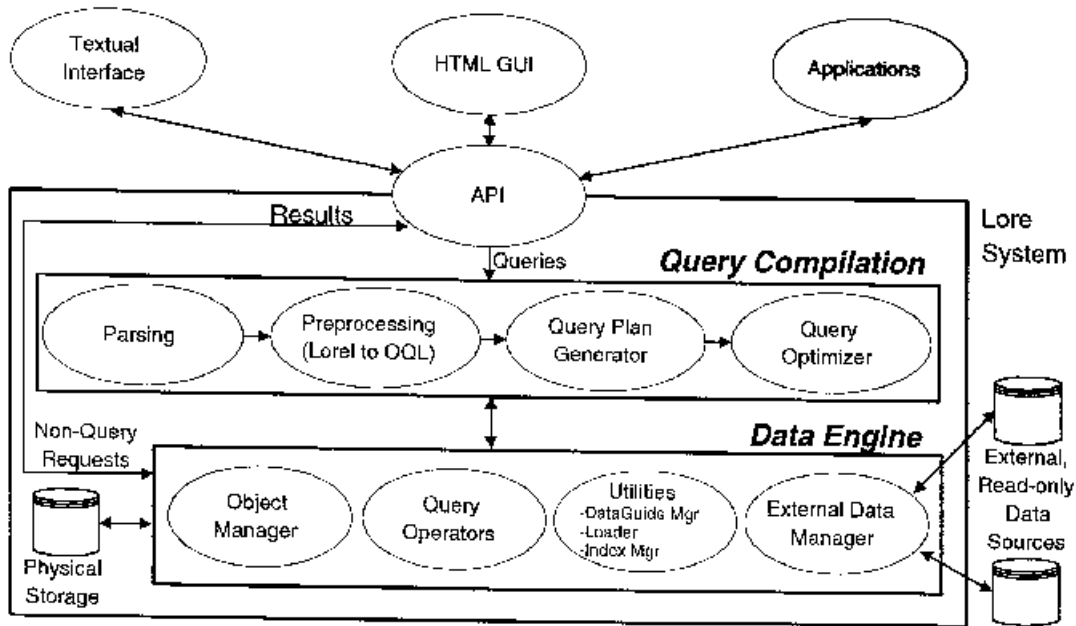 Textual
Interface
HTML GUI
Applications
API
Results
Lore
System
Queries
Query Compilation
Parsing
Preprocessing
(Lorel to OQL)
Query Plan
Generator
Query
Optimizer
Non-Query
Requests
Data Engine
Object
Manager
Query
Operators
Utilities
-DataGuide Mgr
-Loader
-Index Mgr
External Data
Manager
External,
Read-only
Data
Sources
Physical
Storage